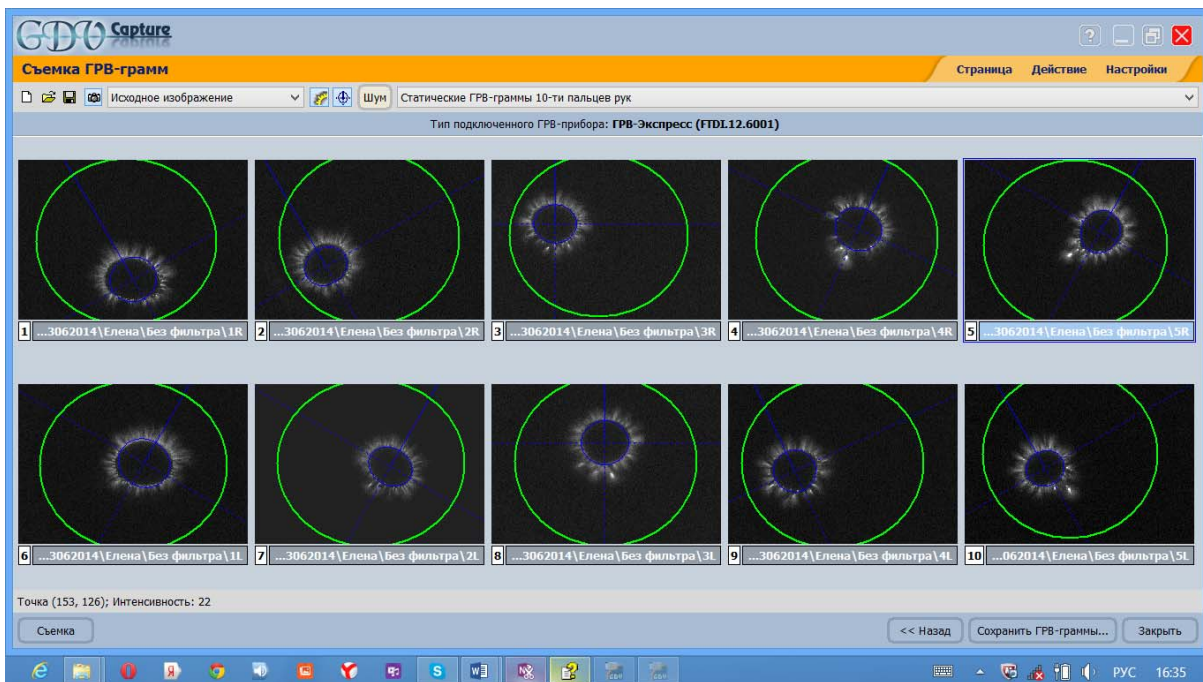 GDV Capture
Съемка ГРВ-грамм
Страница Действие Настройки
Исходное изображение Шум Статические ГРВ-граммы 10-ти пальцев рук
Тип подключенного ГРВ-прибора: ГРВ-Экспресс (FTDI.12.6001)
1 ...3062014\Елена\Без фильтра\1R 2 ...3062014\Елена\Без фильтра\2R 3 ...3062014\Елена\Без фильтра\3R 4 ...3062014\Елена\Без фильтра\4R 5 ...3062014\Елена\Без фильтра\5R
6 ...3062014\Елена\Без фильтра\1L 7 ...3062014\Елена\Без фильтра\2L 8 ...3062014\Елена\Без фильтра\3L 9 ...3062014\Елена\Без фильтра\4L 10 ...062014\Елена\Без фильтра\5L
Точка (153, 126); Интенсивность: 22
Съемка << Назад Сохранить ГРВ-граммы... Закрыть
РУС 16:35